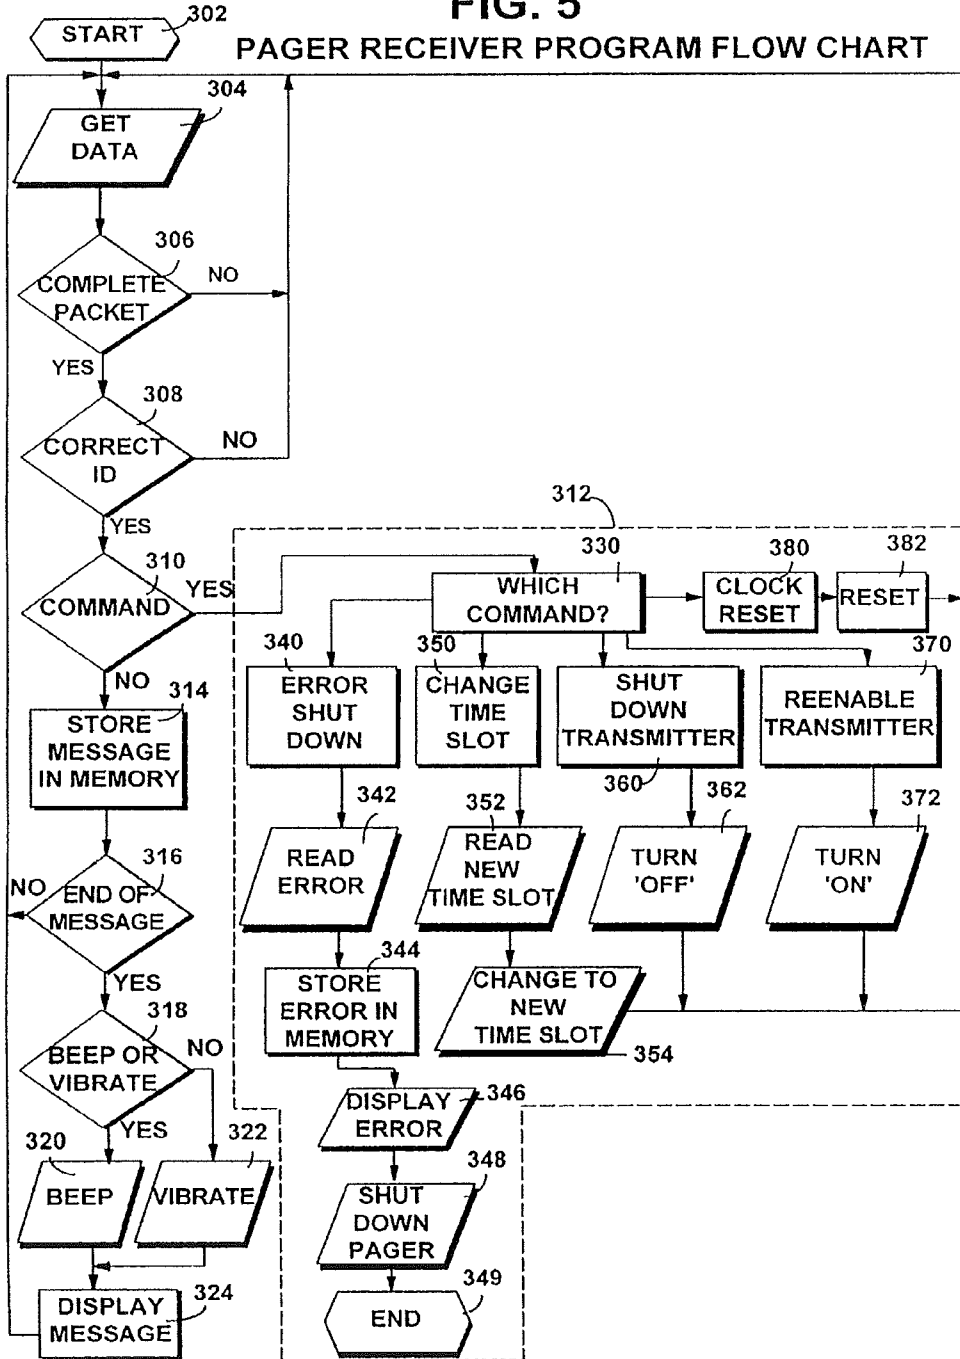 FIG. 5
PAGER RECEIVER PROGRAM FLOW CHART
START
302
GET
DATA
304
COMPLETE
PACKET
306
NO
YES
CORRECT
ID
308
NO
YES
COMMAND
310
YES
NO
312
WHICH
COMMAND?
330
CLOCK
RESET
380
RESET
382
STORE
MESSAGE
IN MEMORY
314
ERROR
SHUT
DOWN
340
CHANGE
TIME
SLOT
350
SHUT
DOWN
TRANSMITTER
360
REENABLE
TRANSMITTER
370
READ
ERROR
342
READ
NEW
TIME SLOT
352
TURN
'OFF'
362
TURN
'ON'
372
END OF
MESSAGE
316
NO
YES
STORE
ERROR IN
MEMORY
344
CHANGE TO
NEW
TIME SLOT
354
BEEP OR
VIBRATE
318
NO
YES
DISPLAY
ERROR
346
BEEP
320
VIBRATE
322
SHUT
DOWN
PAGER
348
DISPLAY
MESSAGE
324
END
349